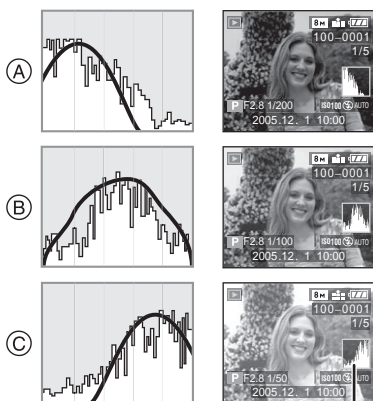 A
8M
100-0001
1/5
P F2.8 1/200 ISO100 AUTO
2005.12. 1 10:00
B
8M
100-0001
1/5
P F2.8 1/100 ISO100 AUTO
2005.12. 1 10:00
C
8M
100-0001
1/5
P F2.8 1/50 ISO100 AUTO
2005.12. 1 10:00